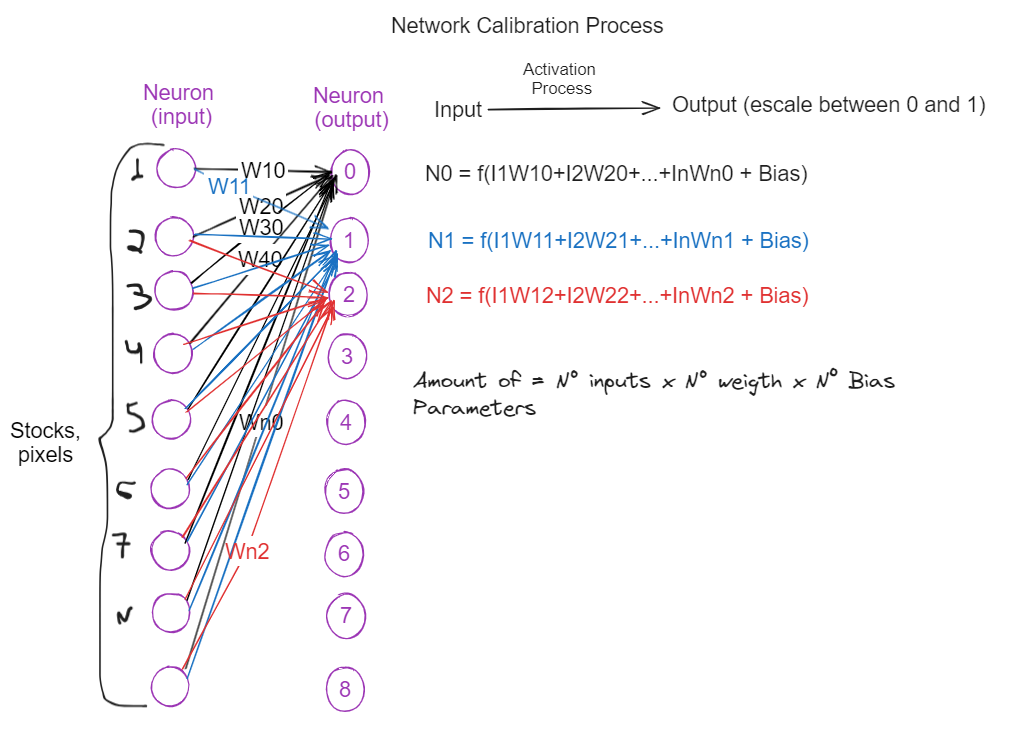 Network Calibration Process
Activation
Process
Input
Output (escale between 0 and 1)
Neuron
(input)
Neuron
(output)
1
2
3
4
5
6
7
N
Stocks,
pixels
W10
W11
W20
W30
W40
Wn0
Wn2
0
1
2
3
4
5
6
7
8
N0 = f(I1W10+I2W20+...+InWn0 + Bias)
N1 = f(I1W11+I2W21+...+InWn1 + Bias)
N2 = f(I1W12+I2W22+...+InWn2 + Bias)
Amount of = N° inputs x N° weigth x N° Bias
Parameters